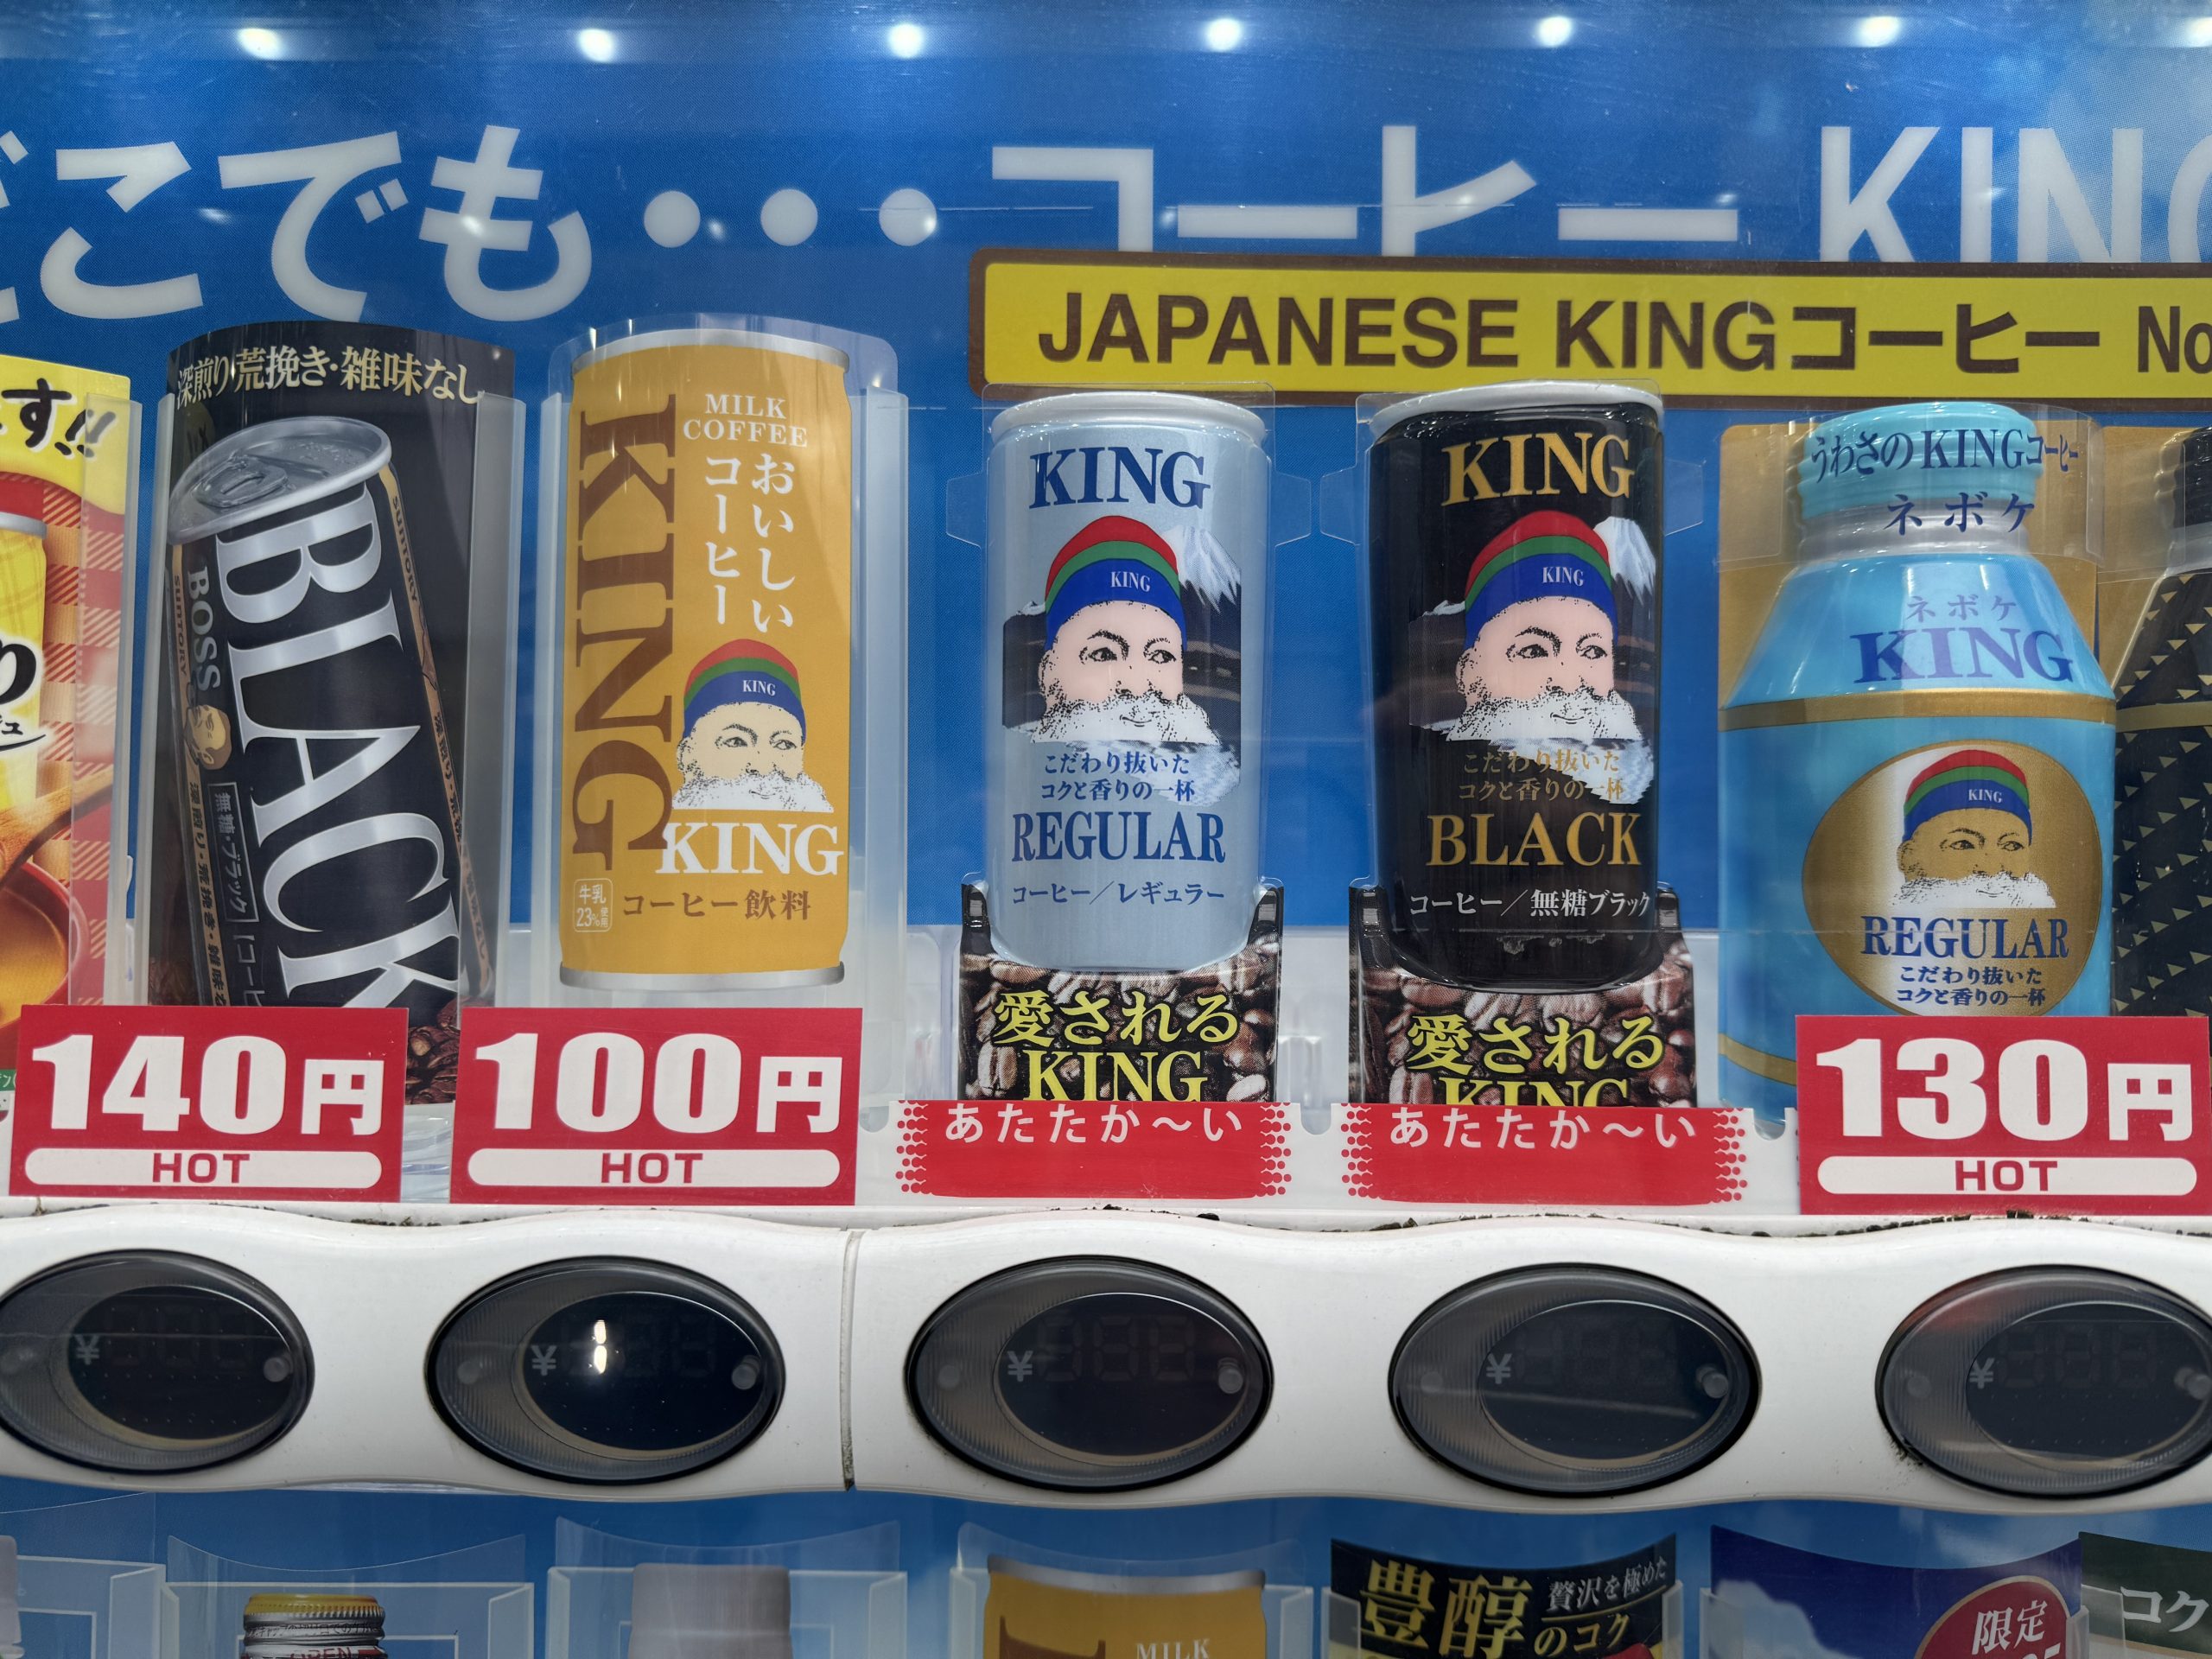 どこでも・・・コーヒー KING
JAPANESE KINGコーヒー No
す!!
深煎り・荒挽き・雑味なし
SUNTORY
BOSS
BLACK
無糖・ブラック
MILK
COFFEE
おいしい
コーヒー
KING
KING
KING
牛乳
23%使用
コーヒー飲料
KING
KING
こだわり抜いた
コクと香りの一杯
REGULAR
コーヒー／レギュラー
愛される
KING
KING
KING
こだわり抜いた
コクと香りの一杯
BLACK
コーヒー／無糖ブラック
愛される
KING
うわさのKINGコーヒー
ネボケ
ネボケ
KING
KING
REGULAR
こだわり抜いた
コクと香りの一杯
140円
HOT
100円
HOT
あたたか〜い
あたたか〜い
130円
HOT
¥
¥
¥
¥
¥
MILK
豊醇
贅沢を極めた
のコク
限定
コク